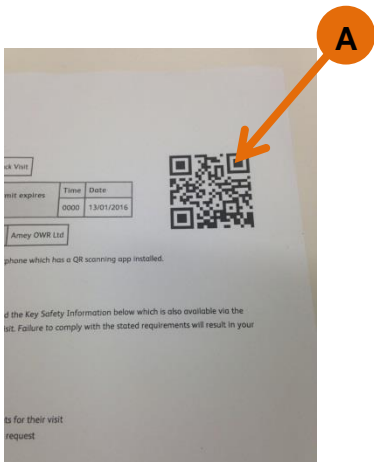 A
ck Visit
mit expires
Time Date
0000 13/01/2016
Amey OWR Ltd
phone which has a QR scanning app installed.
d the Key Safety Information below which is also available via the
isit. Failure to comply with the stated requirements will result in your
ts for their visit
request